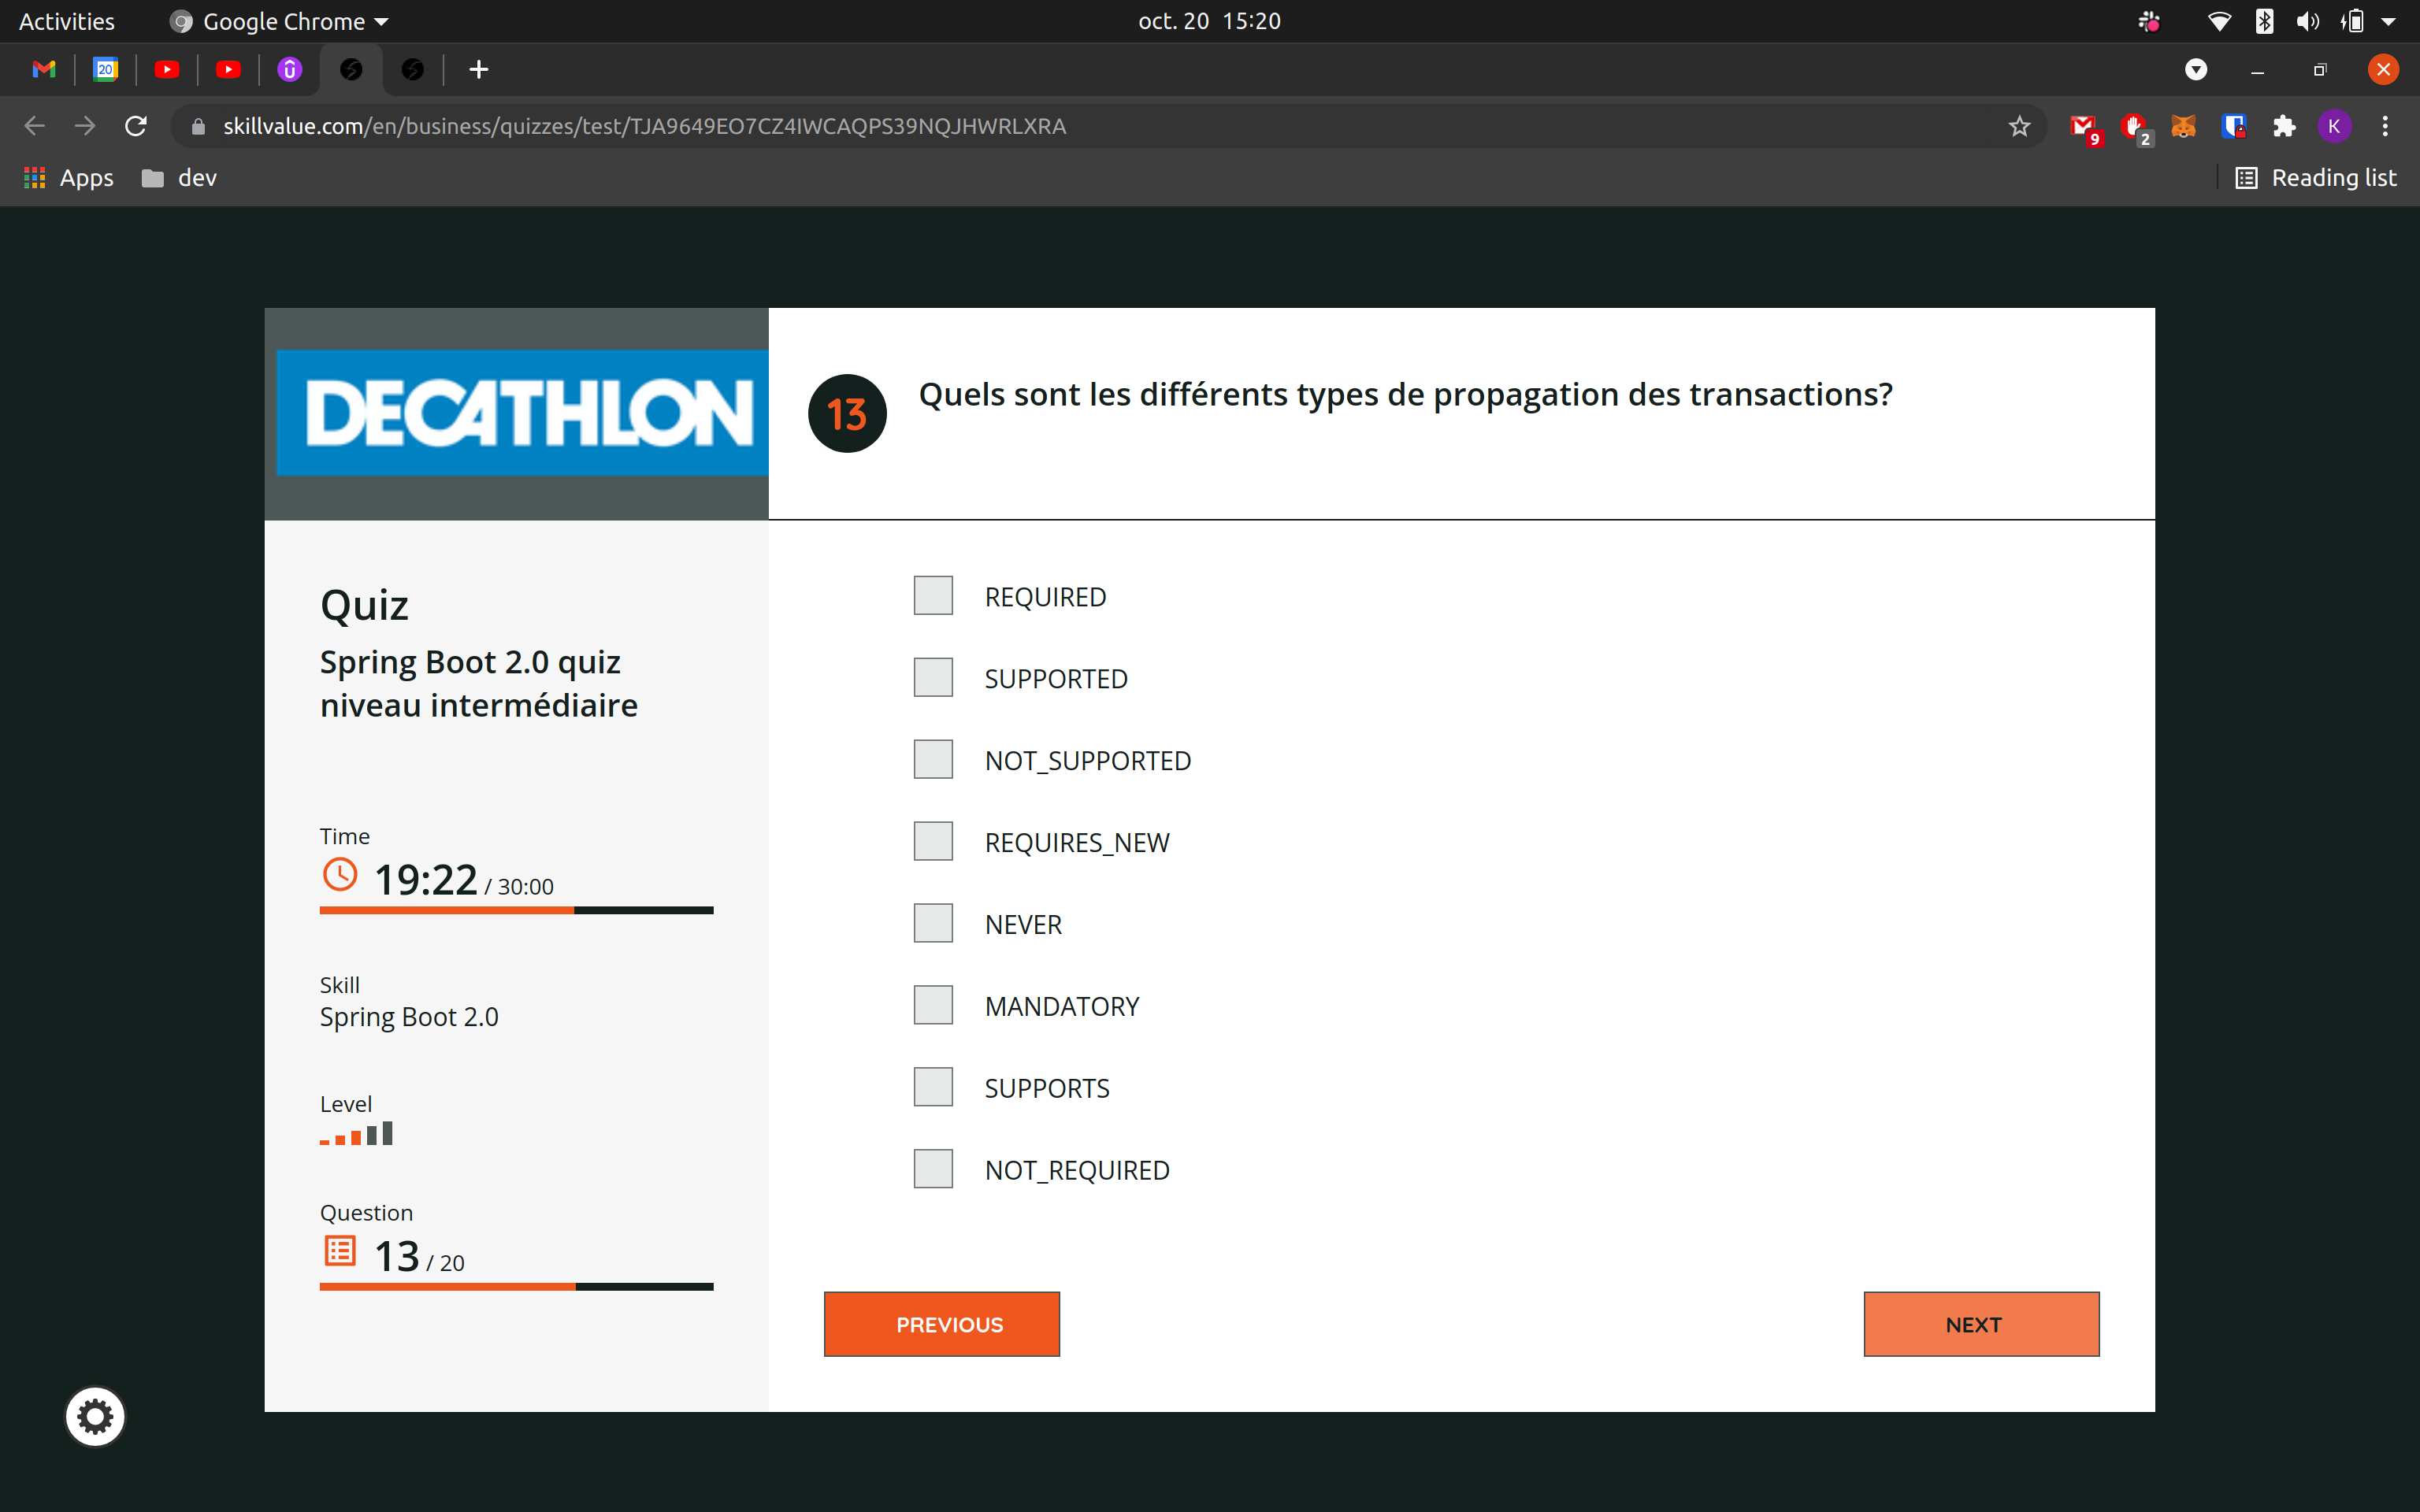 Activities
Google Chrome
oct. 20 15:20
20
skillvalue.com/en/business/quizzes/test/TJA9649EO7CZ4IWCAQPS39NQJHWRLXRA
9
2
K
Apps
dev
Reading list
DECATHLON
13
Quels sont les différents types de propagation des transactions?
Quiz
Spring Boot 2.0 quiz
niveau intermédiaire
Time
19:22 / 30:00
Skill
Spring Boot 2.0
Level
Question
13 / 20
REQUIRED
SUPPORTED
NOT_SUPPORTED
REQUIRES_NEW
NEVER
MANDATORY
SUPPORTS
NOT_REQUIRED
PREVIOUS
NEXT